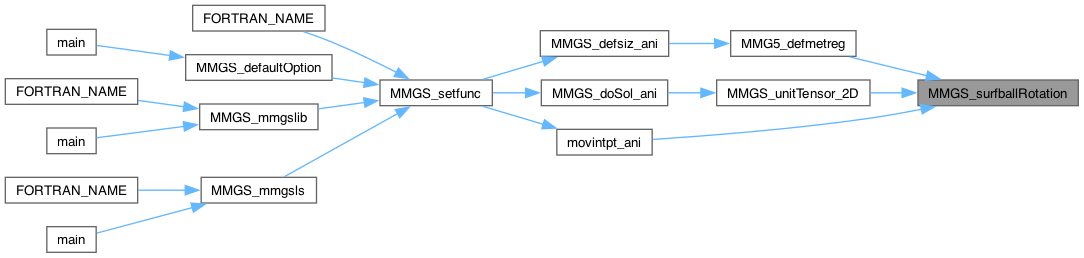 FORTRAN_NAME
main
MMGS_defaultOption
FORTRAN_NAME
MMGS_mmgslib
main
FORTRAN_NAME
MMGS_mmgsls
main
MMGS_setfunc
MMGS_defsiz_ani
MMG5_defmetreg
MMGS_doSol_ani
MMGS_unitTensor_2D
movintpt_ani
MMGS_surfballRotation